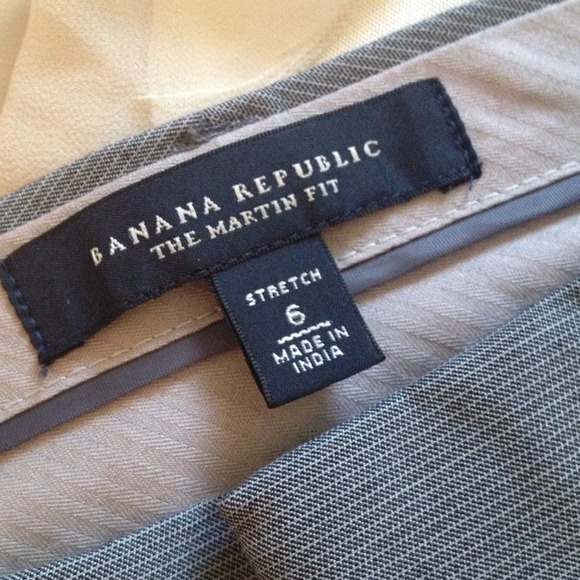 BANANA REPUBLIC
THE MARTIN FIT
STRETCH
6
MADE IN
INDIA